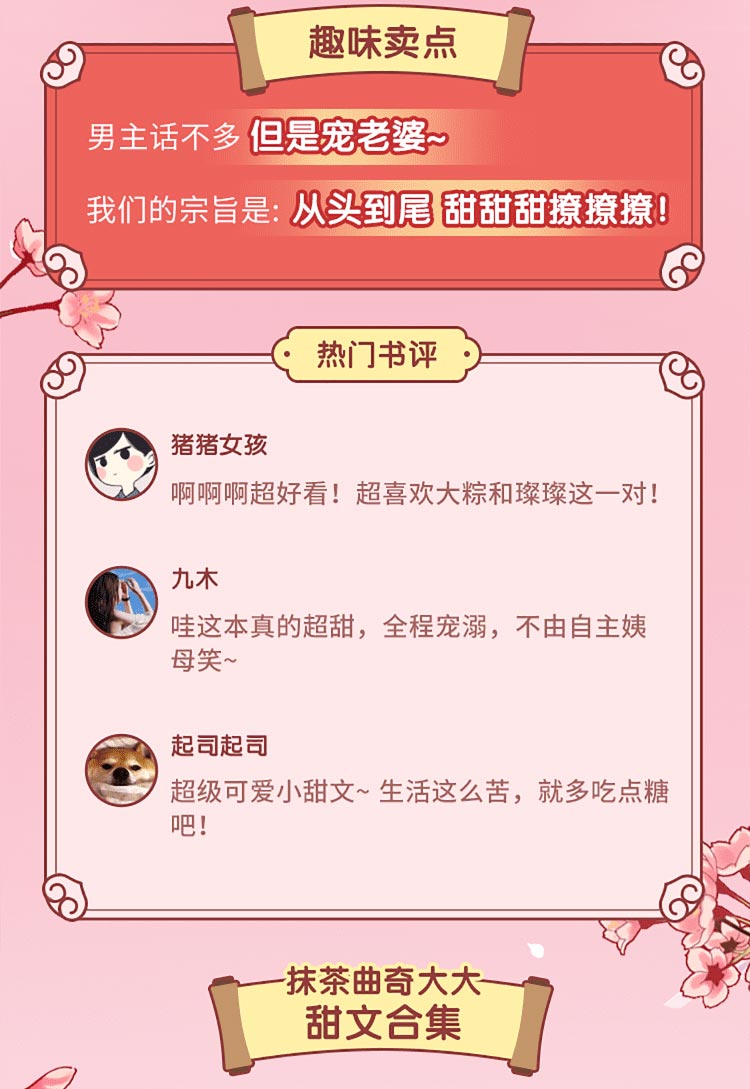 趣味卖点
男主话不多 但是宠老婆~
我们的宗旨是: 从头到尾 甜甜甜撩撩撩!
热门书评
猪猪女孩
啊啊啊超好看！超喜欢大粽和璨璨这一对！
九木
哇这本真的超甜，全程宠溺，不由自主姨
母笑~
起司起司
超级可爱小甜文~ 生活这么苦，就多吃点糖
吧！
抹茶曲奇大大
甜文合集